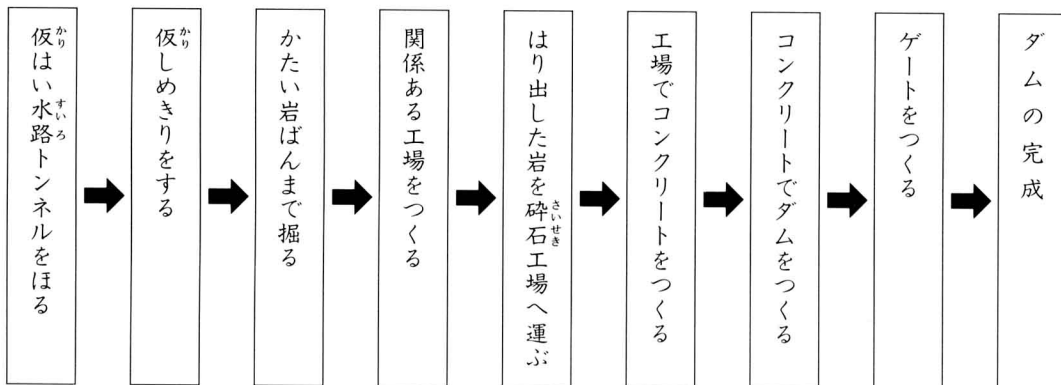 仮はい水路トンネルをほる
仮しめきりをする
かたい岩ばんまで掘る
関係ある工場をつくる
はり出した岩を砕石工場へ運ぶ
工場でコンクリートをつくる
コンクリートでダムをつくる
ゲートをつくる
ダムの完成